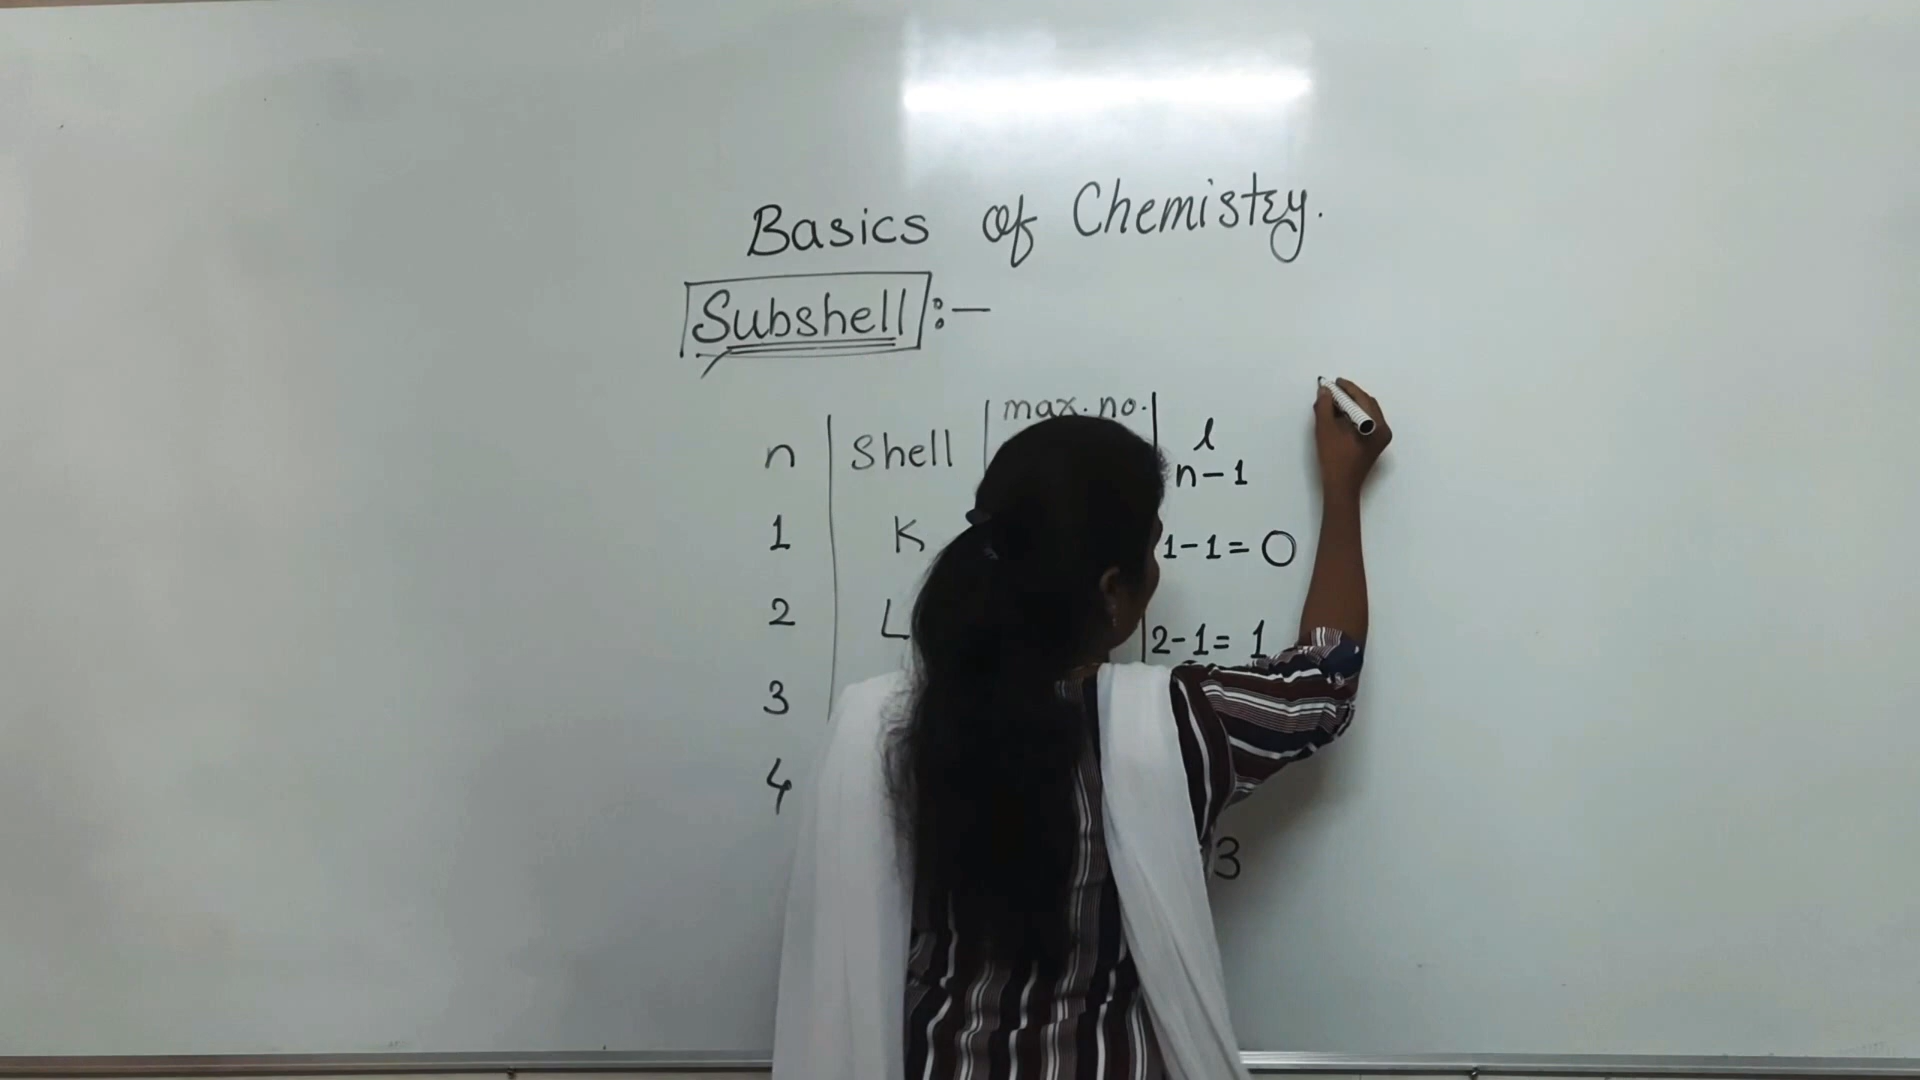 Basics of Chemistry.
Subshell :-
n | Shell | max. no. | l
n-1
1 K 1-1= 0
2 L 2-1= 1
3
4
3